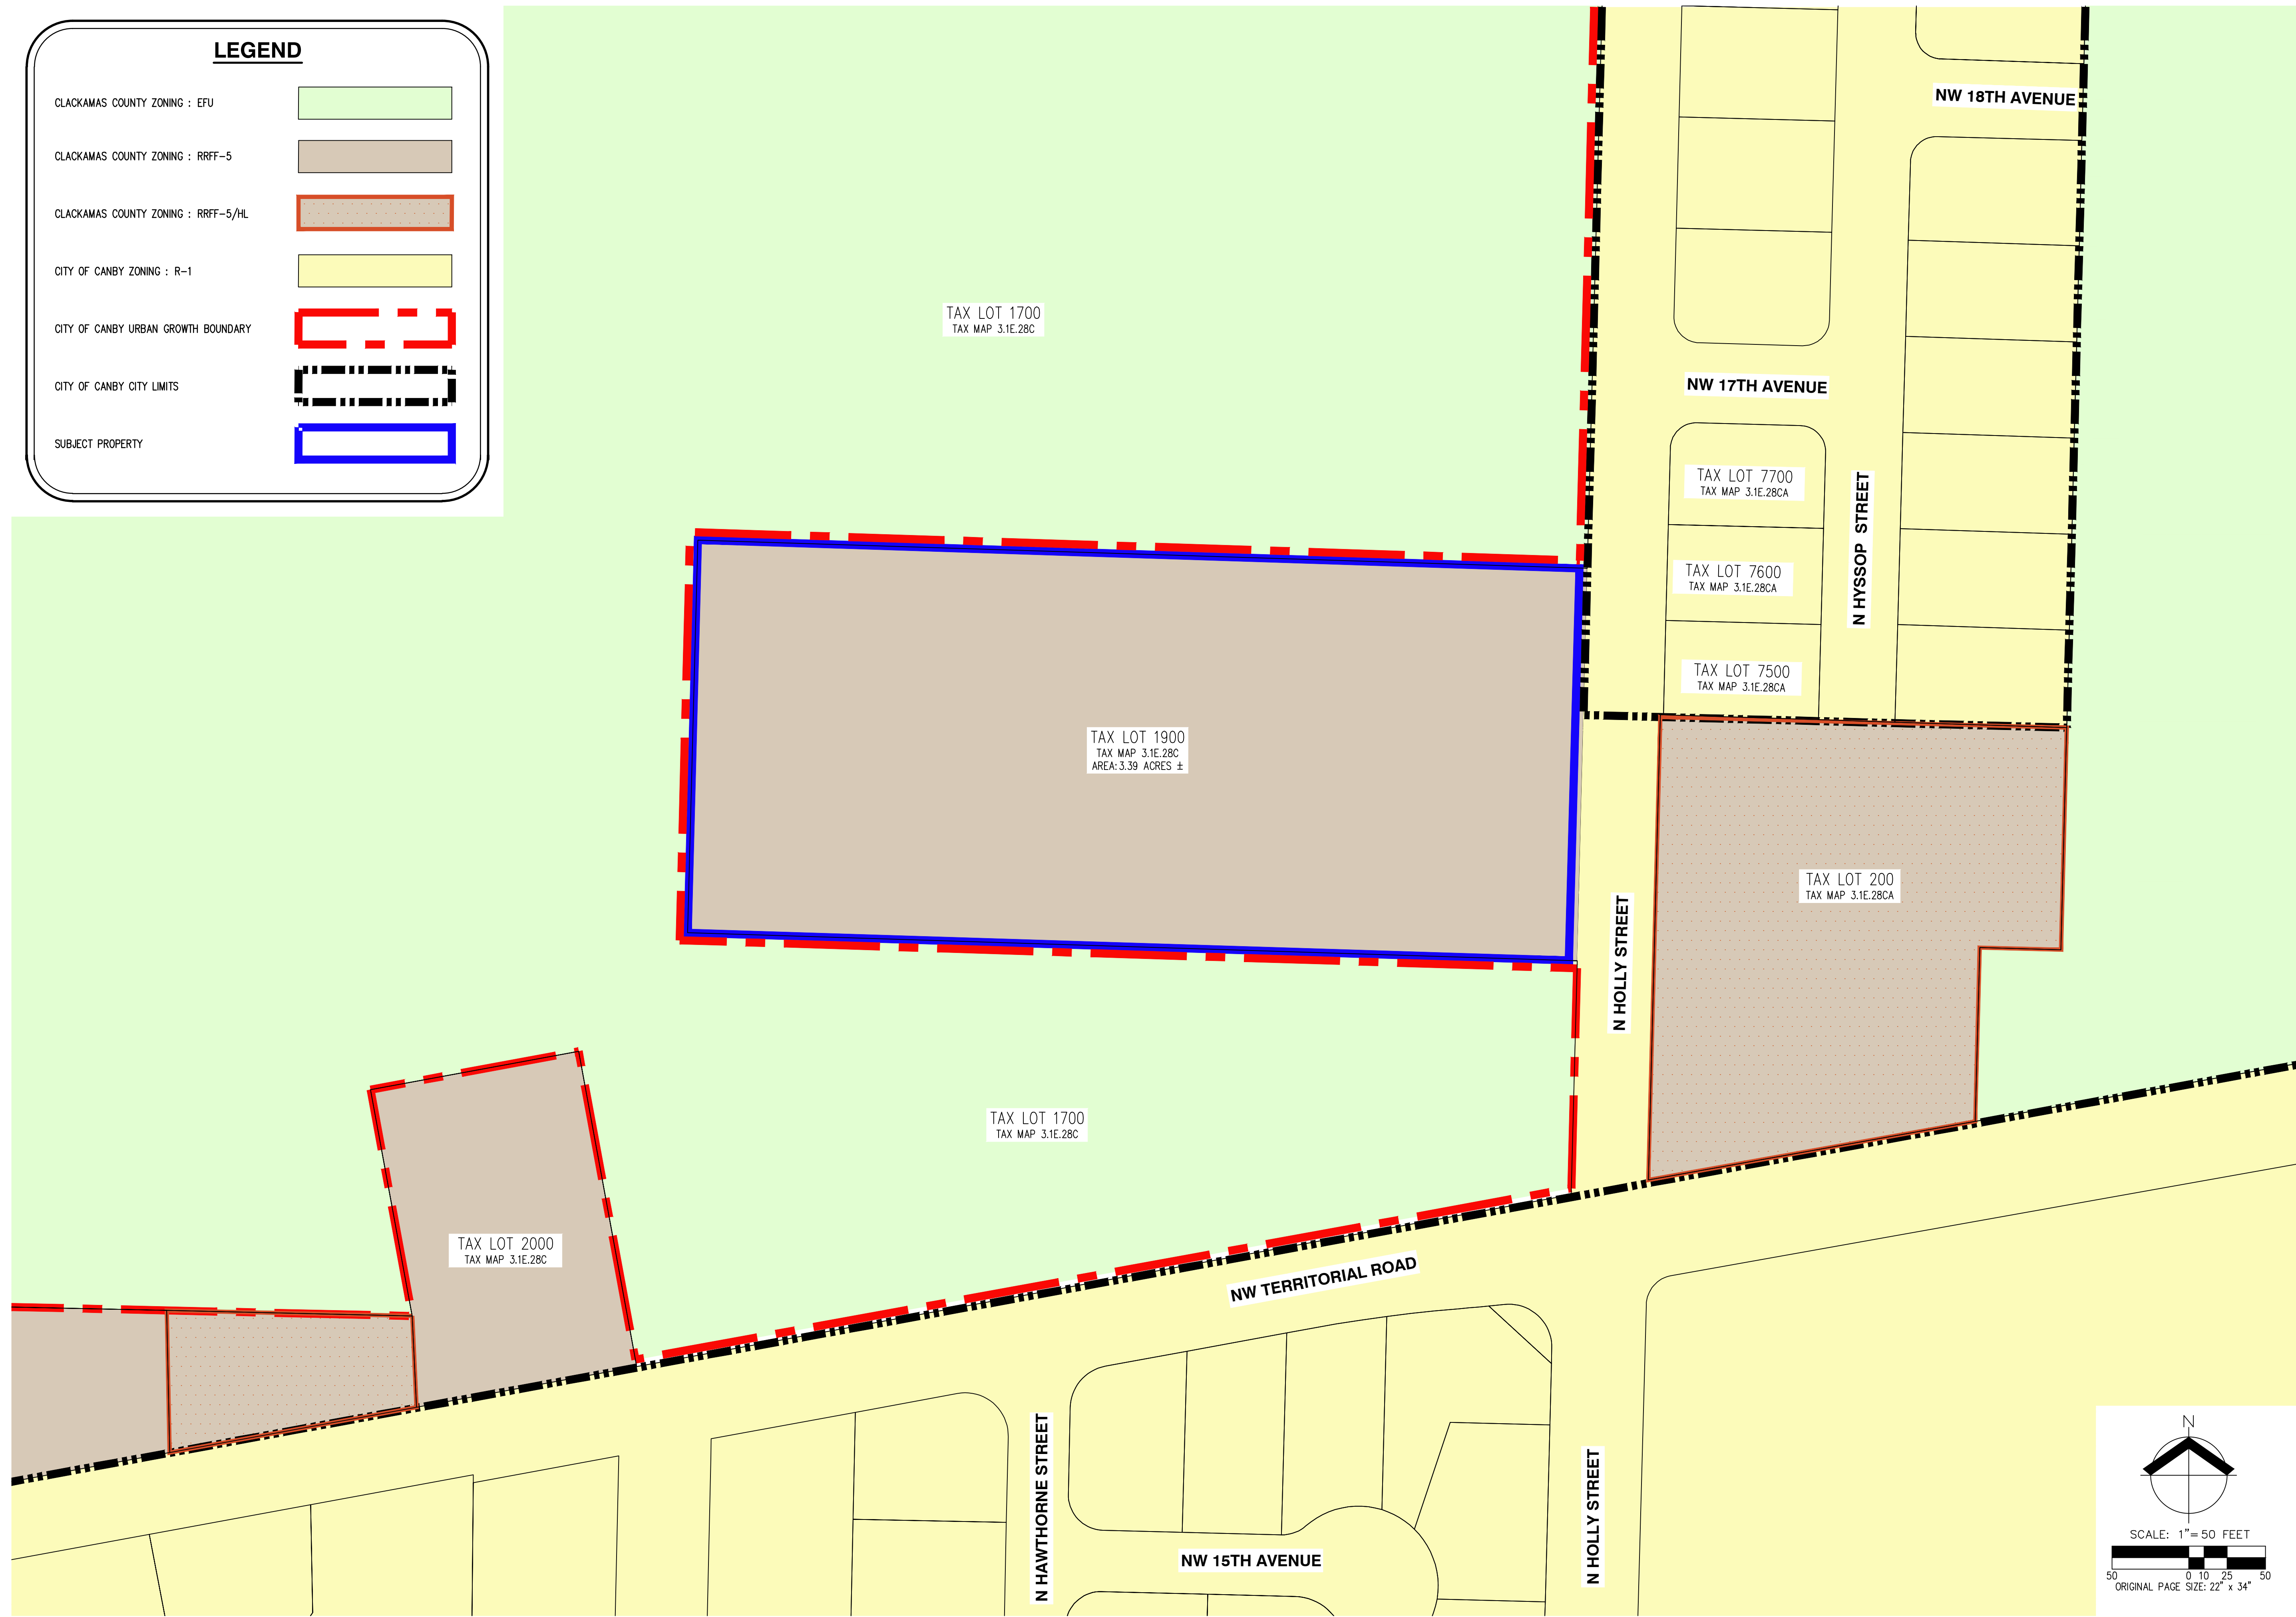 LEGEND
CLACKAMAS COUNTY ZONING : EFU
CLACKAMAS COUNTY ZONING : RRFF-5
CLACKAMAS COUNTY ZONING : RRFF-5/HL
CITY OF CANBY ZONING : R-1
CITY OF CANBY URBAN GROWTH BOUNDARY
CITY OF CANBY CITY LIMITS
SUBJECT PROPERTY
NW 18TH AVENUE
TAX LOT 1700
TAX MAP 3.1E.28C
NW 17TH AVENUE
TAX LOT 7700
TAX MAP 3.1E.28CA
N HYSSOP STREET
TAX LOT 7600
TAX MAP 3.1E.28CA
TAX LOT 7500
TAX MAP 3.1E.28CA
TAX LOT 1900
TAX MAP 3.1E.28C
AREA: 3.39 ACRES ±
TAX LOT 200
TAX MAP 3.1E.28CA
N HOLLY STREET
TAX LOT 1700
TAX MAP 3.1E.28C
TAX LOT 2000
TAX MAP 3.1E.28C
NW TERRITORIAL ROAD
N HAWTHORNE STREET
N HOLLY STREET
NW 15TH AVENUE
N
SCALE: 1"= 50 FEET
50 0 10 25 50
ORIGINAL PAGE SIZE: 22" x 34"